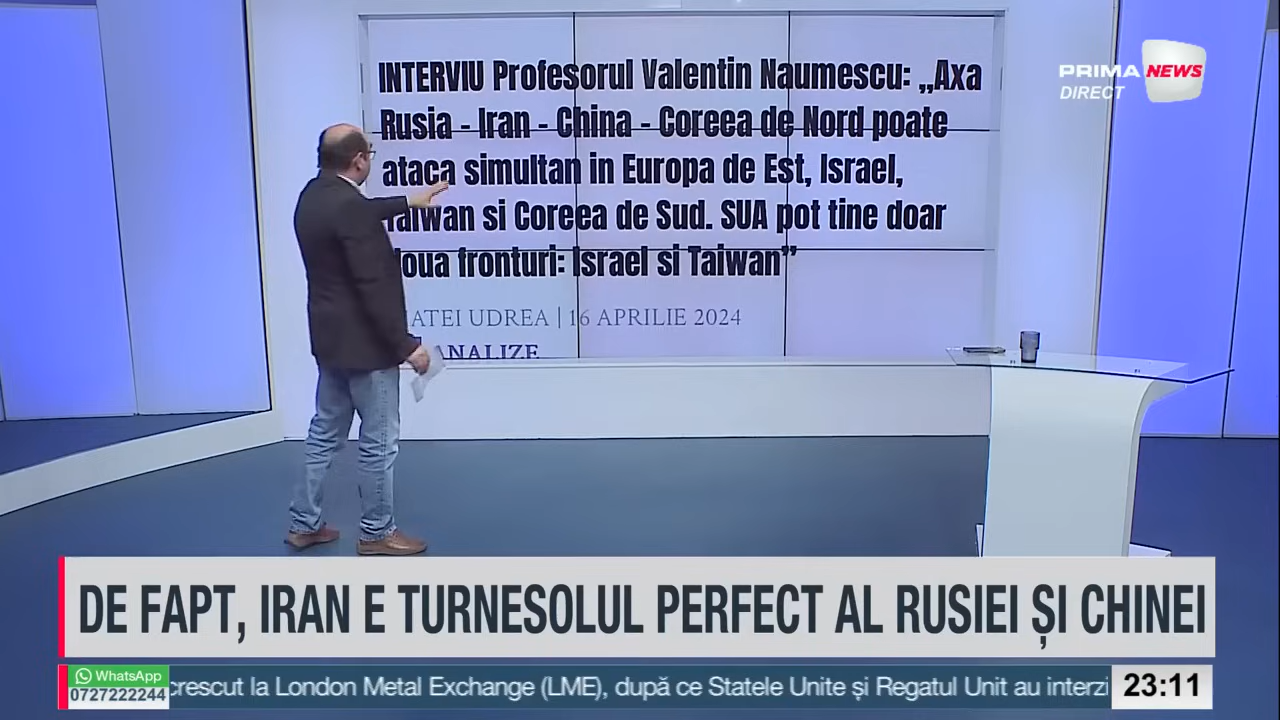 INTERVIU Profesorul Valentin Naumescu: „Axa
Rusia - Iran - China - Coreea de Nord poate
ataca simultan in Europa de Est, Israel,
Taiwan si Coreea de Sud. SUA pot tine doar
doua fronturi: Israel si Taiwan”
ATEI UDREA | 16 APRILIE 2024
ANALIZE
PRIMA NEWS
DIRECT
DE FAPT, IRAN E TURNESOLUL PERFECT AL RUSIEI ȘI CHINEI
WhatsApp
0727222244
crescut la London Metal Exchange (LME), după ce Statele Unite și Regatul Unit au interzi
23:11